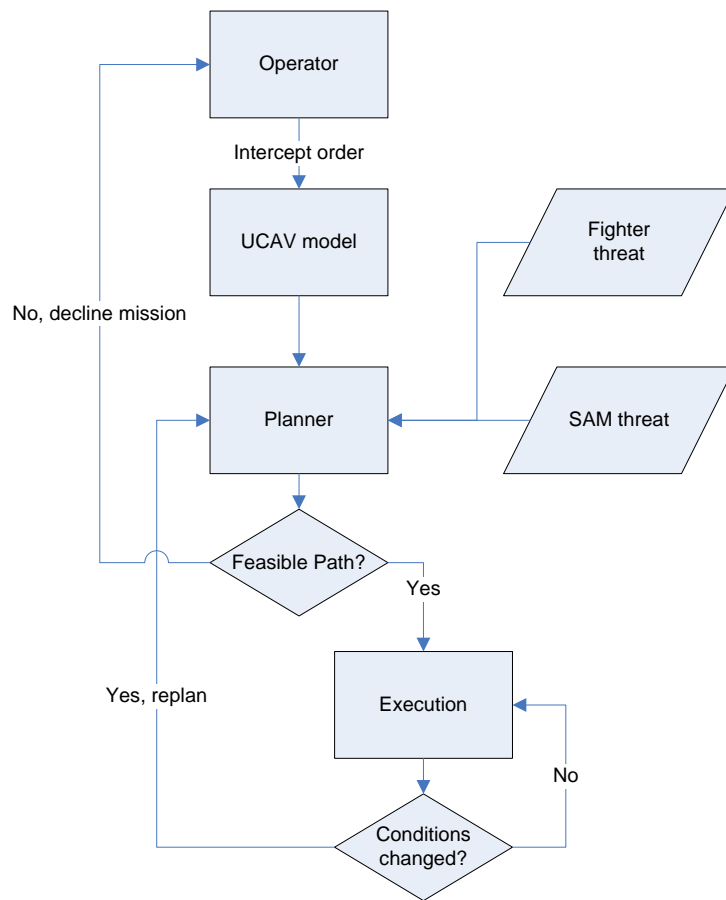 Operator
Intercept order
UCAV model
Fighter
threat
No, decline mission
Planner
SAM threat
Feasible Path?
Yes
Yes, replan
Execution
No
Conditions
changed?